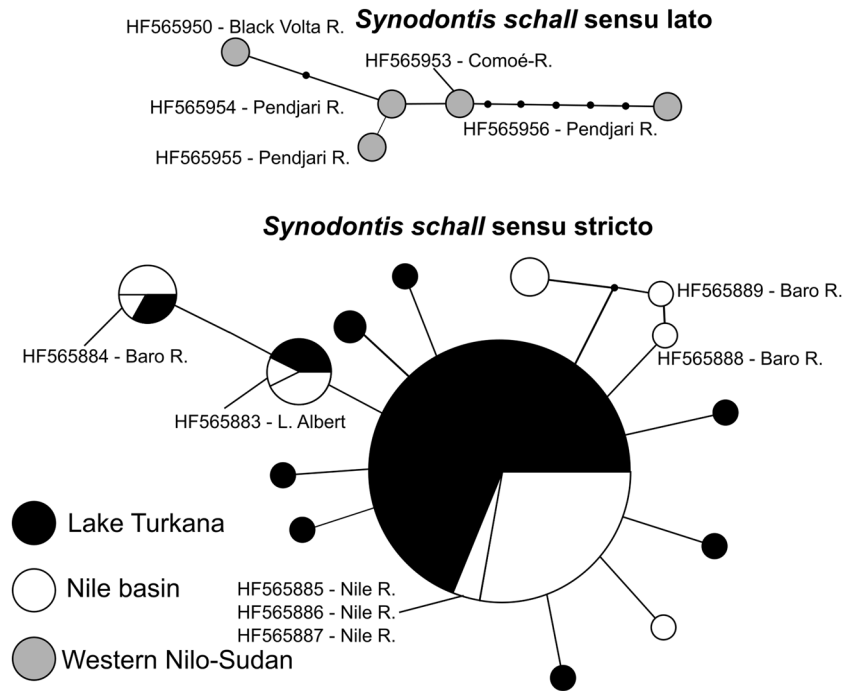 Synodontis schall sensu lato
HF565950 - Black Volta R.
HF565953 - Comoé-R.
HF565954 - Pendjari R.
HF565956 - Pendjari R.
HF565955 - Pendjari R.
Synodontis schall sensu stricto
HF565889 - Baro R.
HF565884 - Baro R.
HF565888 - Baro R.
HF565883 - L. Albert
Lake Turkana
Nile basin
HF565885 - Nile R.
HF565886 - Nile R.
HF565887 - Nile R.
Western Nilo-Sudan